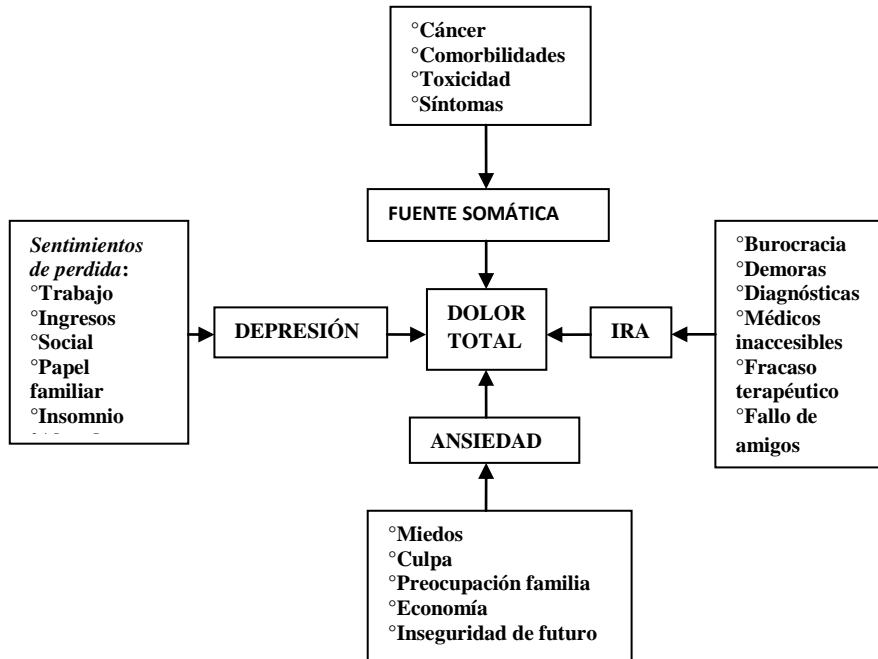 °Cáncer
°Comorbilidades
°Toxicidad
°Síntomas
FUENTE SOMÁTICA
Sentimientos
de perdida:
°Trabajo
°Ingresos
°Social
°Papel
familiar
°Insomnio
DEPRESIÓN
DOLOR
TOTAL
IRA
°Burocracia
°Demoras
°Diagnósticas
°Médicos
inaccesibles
°Fracaso
terapéutico
°Fallo de
amigos
ANSIEDAD
°Miedos
°Culpa
°Preocupación familia
°Economía
°Inseguridad de futuro